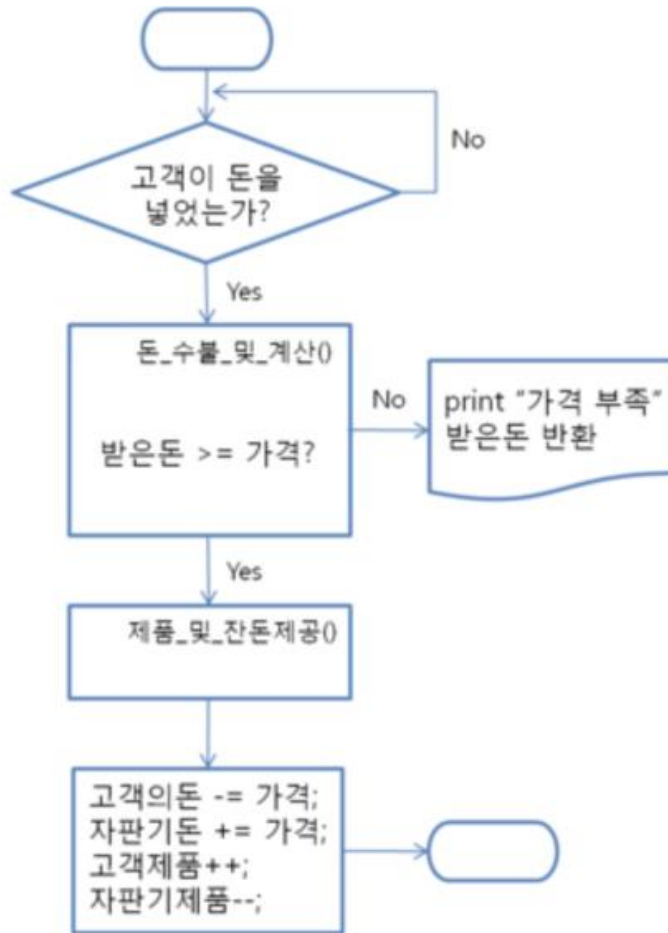 No
고객이 돈을
넣었는가?
Yes
돈_수불_및_계산()
받은돈 >= 가격?
No
print "가격 부족"
받은돈 반환
Yes
제품_및_잔돈제공()
고객의돈 -= 가격;
자판기돈 += 가격;
고객제품++;
자판기제품--;